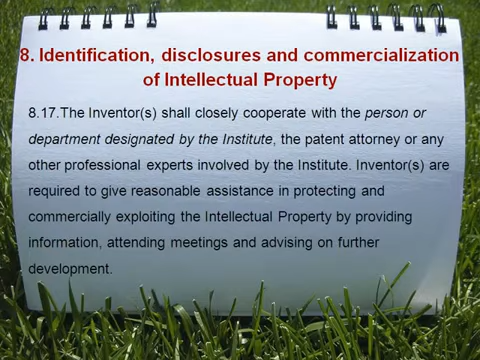 8. Identification, disclosures and commercialization
of Intellectual Property
8.17.The Inventor(s) shall closely cooperate with the person or
department designated by the Institute, the patent attorney or any
other professional experts involved by the Institute. Inventor(s) are
required to give reasonable assistance in protecting and
commercially exploiting the Intellectual Property by providing
information, attending meetings and advising on further
development.